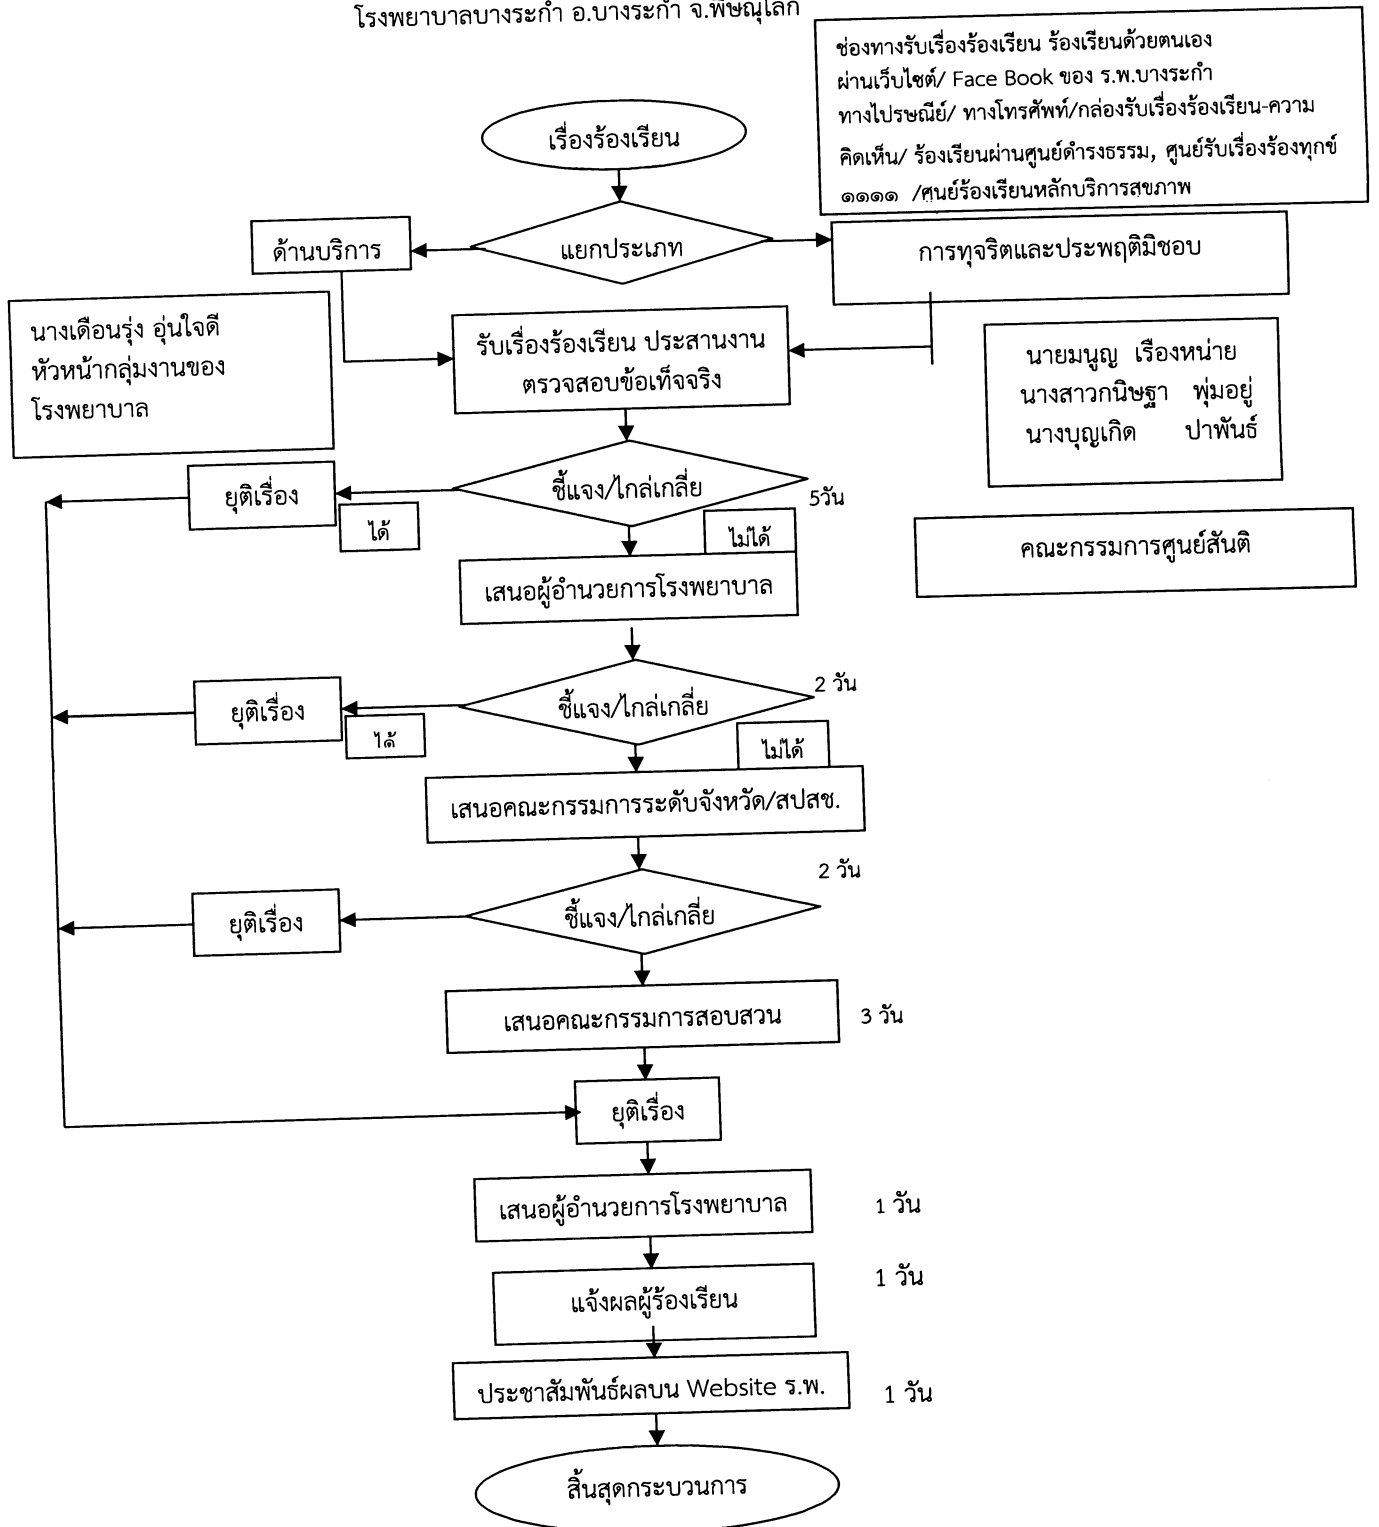 โรงพยาบาลบางระกำ อ.บางระกำ จ.พิษณุโลก
ช่องทางรับเรื่องร้องเรียน ร้องเรียนด้วยตนเอง
ผ่านเว็บไซต์/ Face Book ของ ร.พ.บางระกำ
ทางไปรษณีย์/ ทางโทรศัพท์/กล่องรับเรื่องร้องเรียน-ความ
คิดเห็น/ ร้องเรียนผ่านศูนย์ดำรงธรรม, ศูนย์รับเรื่องร้องทุกข์
๑๑๑๑ /ศูนย์ร้องเรียนหลักบริการสุขภาพ
เรื่องร้องเรียน
แยกประเภท
ด้านบริการ
การทุจริตและประพฤติมิชอบ
นางเดือนรุ่ง อุ่นใจดี
หัวหน้ากลุ่มงานของ
โรงพยาบาล
รับเรื่องร้องเรียน ประสานงาน
ตรวจสอบข้อเท็จจริง
นายมนูญ เรืองหน่าย
นางสาวกนิษฐา พุ่มอยู่
นางบุญเกิด ปาพันธ์
ชี้แจง/ไกล่เกลี่ย
5วัน
ยุติเรื่อง
ได้
ไม่ได้
คณะกรรมการศูนย์สันติ
เสนอผู้อำนวยการโรงพยาบาล
ชี้แจง/ไกล่เกลี่ย
2 วัน
ยุติเรื่อง
ได้
ไม่ได้
เสนอคณะกรรมการระดับจังหวัด/สปสช.
2 วัน
ชี้แจง/ไกล่เกลี่ย
ยุติเรื่อง
เสนอคณะกรรมการสอบสวน
3 วัน
ยุติเรื่อง
เสนอผู้อำนวยการโรงพยาบาล
1 วัน
แจ้งผลผู้ร้องเรียน
1 วัน
ประชาสัมพันธ์ผลบน Website ร.พ.
1 วัน
สิ้นสุดกระบวนการ